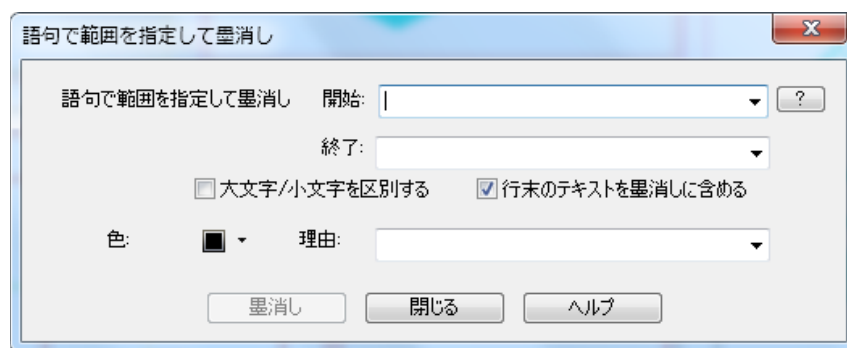 語句で範囲を指定して墨消し
語句で範囲を指定して墨消し 開始: ?
終了:
大文字/小文字を区別する 行末のテキストを墨消しに含める
色: 理由:
墨消し 閉じる ヘルプ